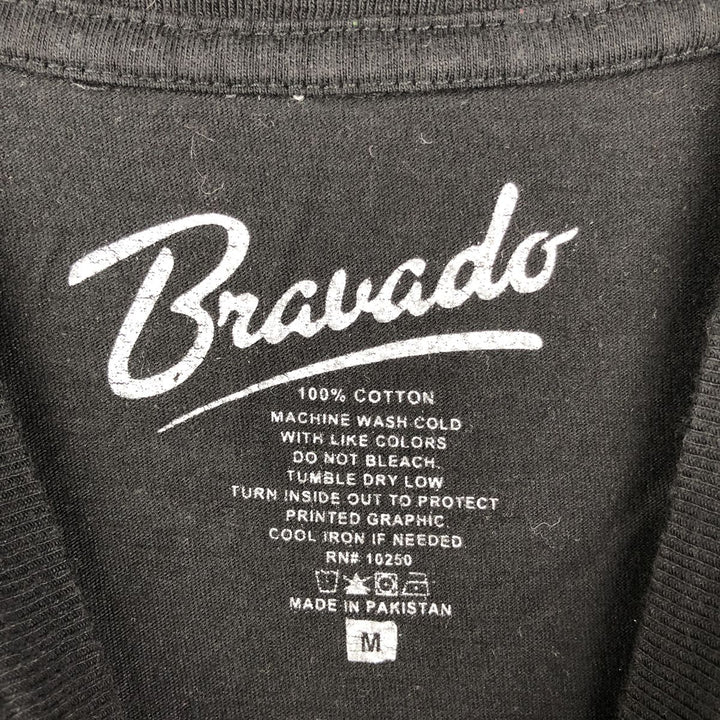 Bravado
100% COTTON
MACHINE WASH COLD
WITH LIKE COLORS
DO NOT BLEACH.
TUMBLE DRY LOW
TURN INSIDE OUT TO PROTECT
PRINTED GRAPHIC.
COOL IRON IF NEEDED
RN# 10250
MADE IN PAKISTAN
M